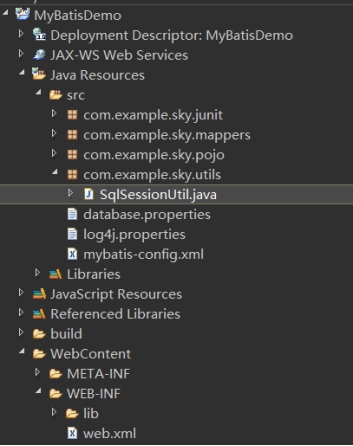 MyBatisDemo
Deployment Descriptor: MyBatisDemo
JAX-WS Web Services
Java Resources
src
com.example.sky.junit
com.example.sky.mappers
com.example.sky.pojo
com.example.sky.utils
SqlSessionUtil.java
database.properties
log4j.properties
mybatis-config.xml
Libraries
JavaScript Resources
Referenced Libraries
build
WebContent
META-INF
WEB-INF
lib
web.xml